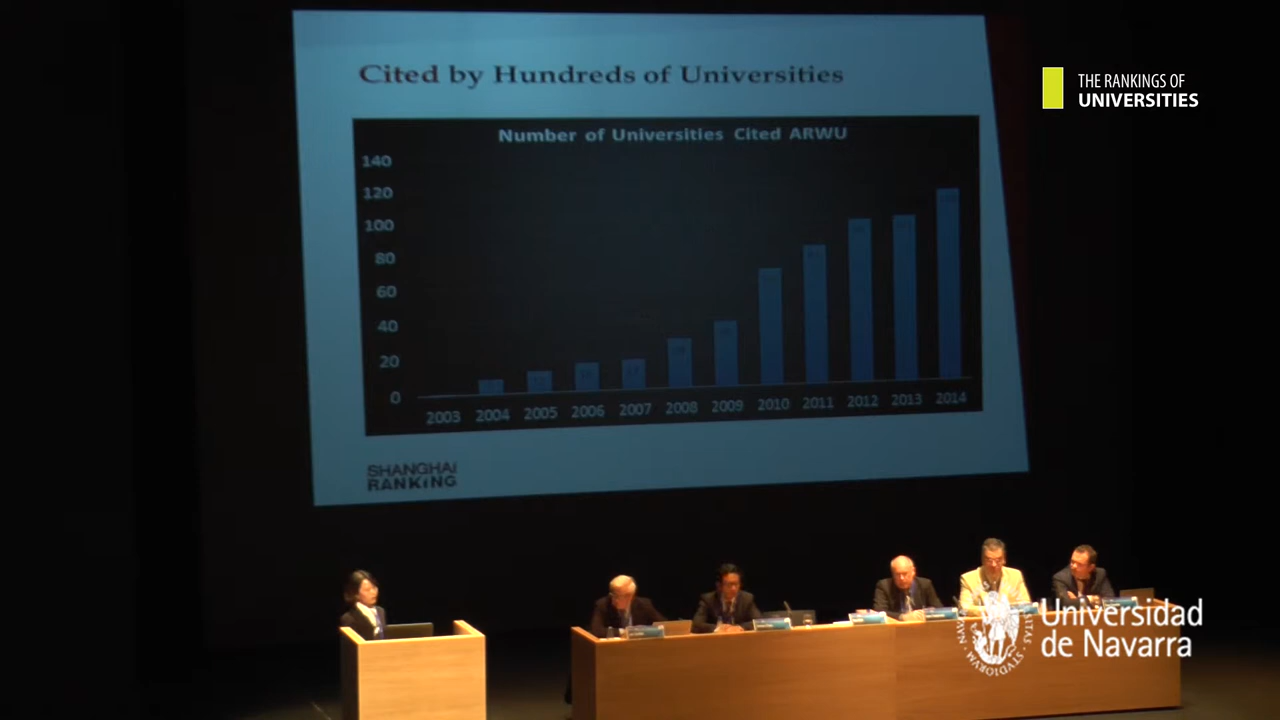 Cited by Hundreds of Universities
THE RANKINGS OF
UNIVERSITIES
Number of Universities Cited ARWU
140
120
100
80
60
40
20
0
2003 2004 2005 2006 2007 2008 2009 2010 2011 2012 2013 2014
SHANGHAI
RANKING
Universidad
de Navarra